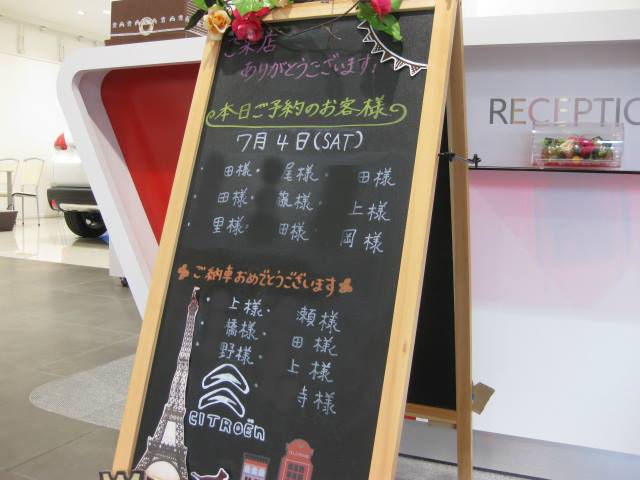 ご来店
ありがとうございます!
本日ご予約のお客様
7月4日(SAT)
・田様・尾様・田様
・田様・籠様・上様
・里様・田様・岡様
ご納車おめでとうございます
・上様・瀬様
・橋様・田様
・野様・上様
・寺様
CITROËN
RECEPTIO
TELEPHONE
W